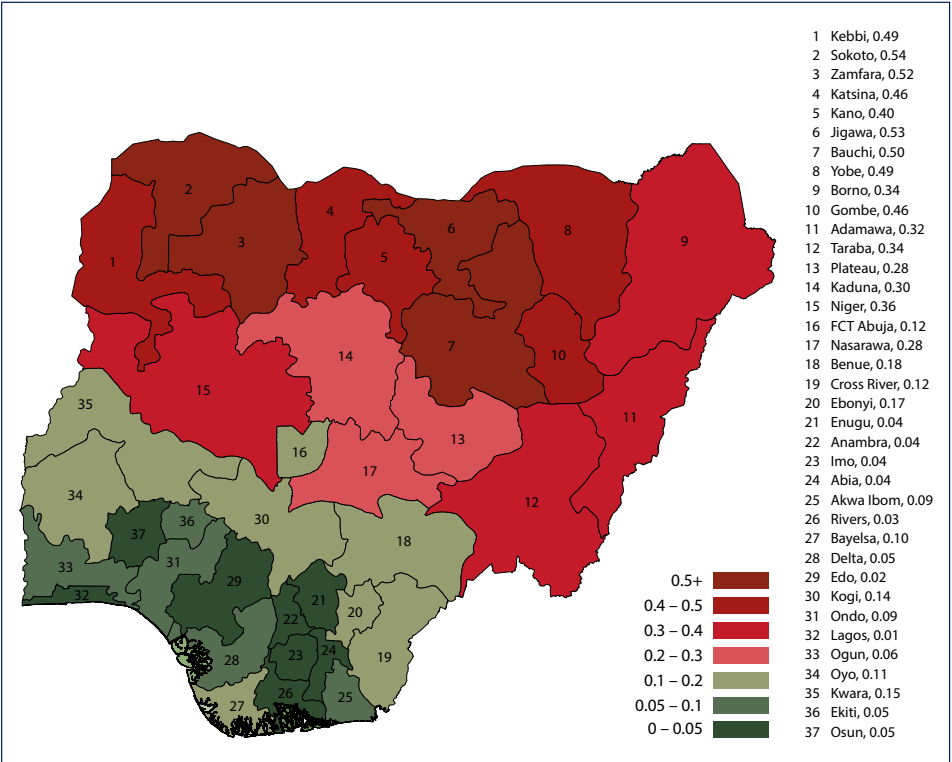 1 Kebbi, 0.49
2 Sokoto, 0.54
3 Zamfara, 0.52
4 Katsina, 0.46
5 Kano, 0.40
6 Jigawa, 0.53
7 Bauchi, 0.50
8 Yobe, 0.49
9 Borno, 0.34
10 Gombe, 0.46
11 Adamawa, 0.32
12 Taraba, 0.34
13 Plateau, 0.28
14 Kaduna, 0.30
15 Niger, 0.36
16 FCT Abuja, 0.12
17 Nasarawa, 0.28
18 Benue, 0.18
19 Cross River, 0.12
20 Ebonyi, 0.17
21 Enugu, 0.04
22 Anambra, 0.04
23 Imo, 0.04
24 Abia, 0.04
25 Akwa Ibom, 0.09
26 Rivers, 0.03
27 Bayelsa, 0.10
28 Delta, 0.05
29 Edo, 0.02
30 Kogi, 0.14
31 Ondo, 0.09
32 Lagos, 0.01
33 Ogun, 0.06
34 Oyo, 0.11
35 Kwara, 0.15
36 Ekiti, 0.05
37 Osun, 0.05
2
4
6
8
9
3
5
1
7
14
10
15
35
11
13
16
17
34
12
30
36
37
18
31
33
29
32
21
20
22
24
23
19
28
26
25
27
0.5+
0.4 – 0.5
0.3 – 0.4
0.2 – 0.3
0.1 – 0.2
0.05 – 0.1
0 – 0.05